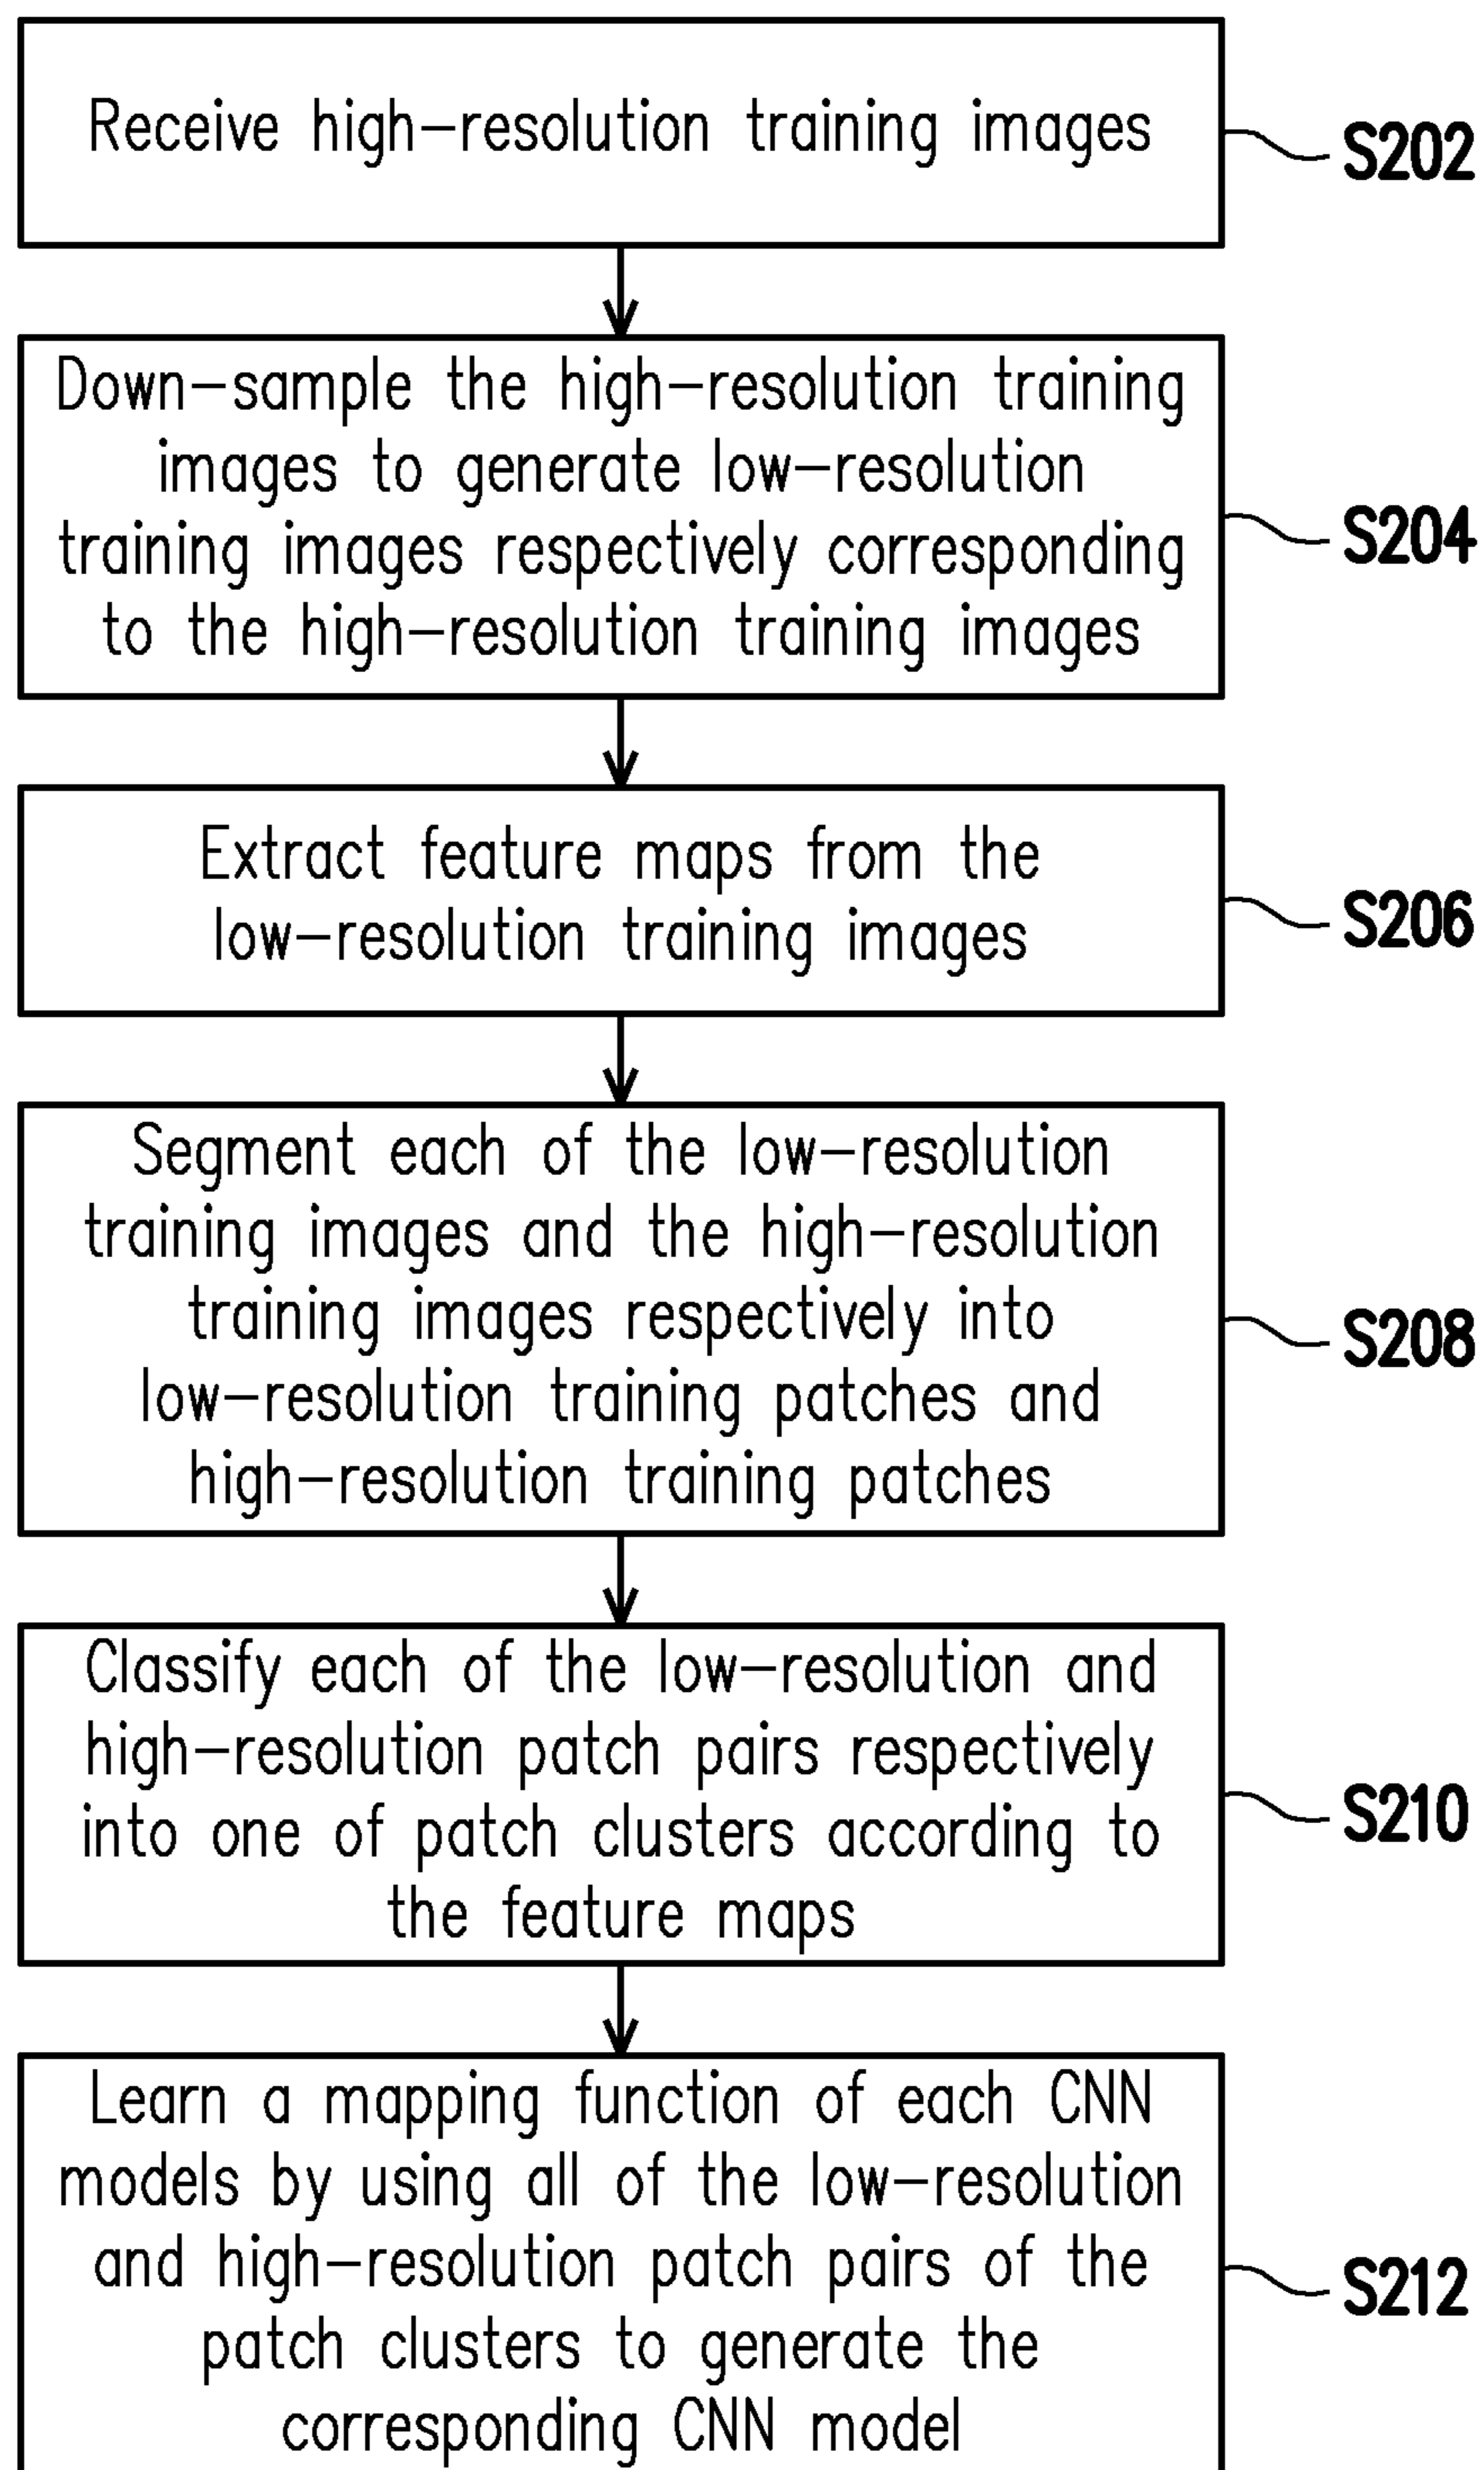 Receive high-resolution training images
S202
Down-sample the high-resolution training
images to generate low-resolution
training images respectively corresponding
to the high-resolution training images
S204
Extract feature maps from the
low-resolution training images
S206
Segment each of the low-resolution
training images and the high-resolution
training images respectively into
low-resolution training patches and
high-resolution training patches
S208
Classify each of the low-resolution and
high-resolution patch pairs respectively
into one of patch clusters according to
the feature maps
S210
Learn a mapping function of each CNN
models by using all of the low-resolution
and high-resolution patch pairs of the
patch clusters to generate the
corresponding CNN model
S212